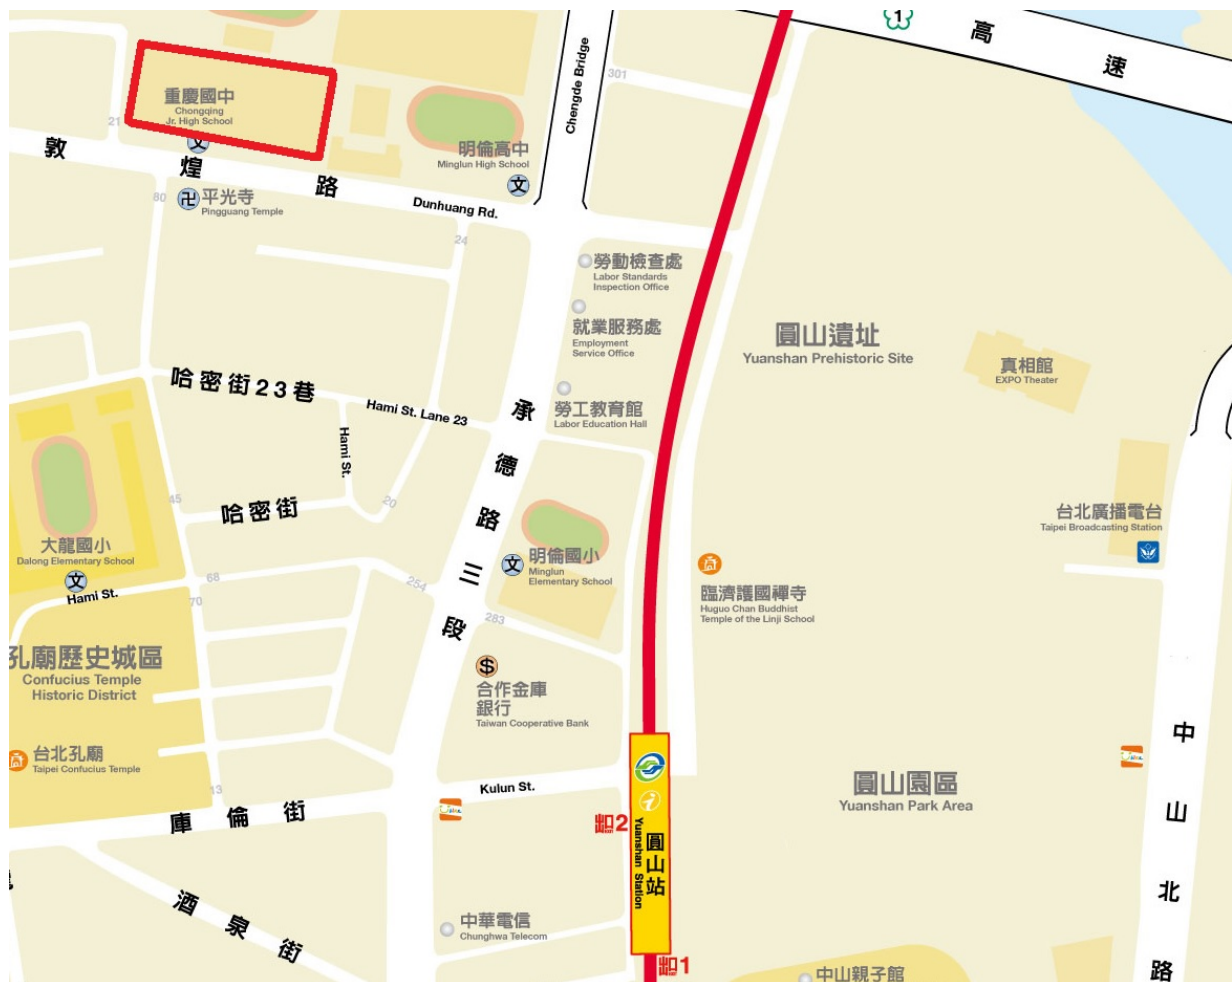 1
高
速
301
Chengde Bridge
重慶國中
Chongqing
Jr. High School
文
21
敦
煌
路
明倫高中
Minglun High School
文
80
卍
平光寺
Pingguang Temple
Dunhuang Rd.
24
勞動檢查處
Labor Standards
Inspection Office
就業服務處
Employment
Service Office
圓山遺址
Yuanshan Prehistoric Site
真相館
EXPO Theater
哈密街23巷
Hami St. Lane 23
Hami St.
勞工教育館
Labor Education Hall
承
德
路
三
段
45
哈密街
20
台北廣播電台
Taipei Broadcasting Station
大龍國小
Dalong Elementary School
文
Hami St.
68
70
254
文
明倫國小
Minglun
Elementary School
283
臨濟護國禪寺
Huguo Chan Buddhist
Temple of the Linji School
孔廟歷史城區
Confucius Temple
Historic District
$
合作金庫
銀行
Taiwan Cooperative Bank
台北孔廟
Taipei Confucius Temple
13
Kulun St.
庫倫街
i
圓山站
Yuanshan Station
出口2
圓山園區
Yuanshan Park Area
中
山
北
路
酒泉街
中華電信
Chunghwa Telecom
出口1
中山親子館